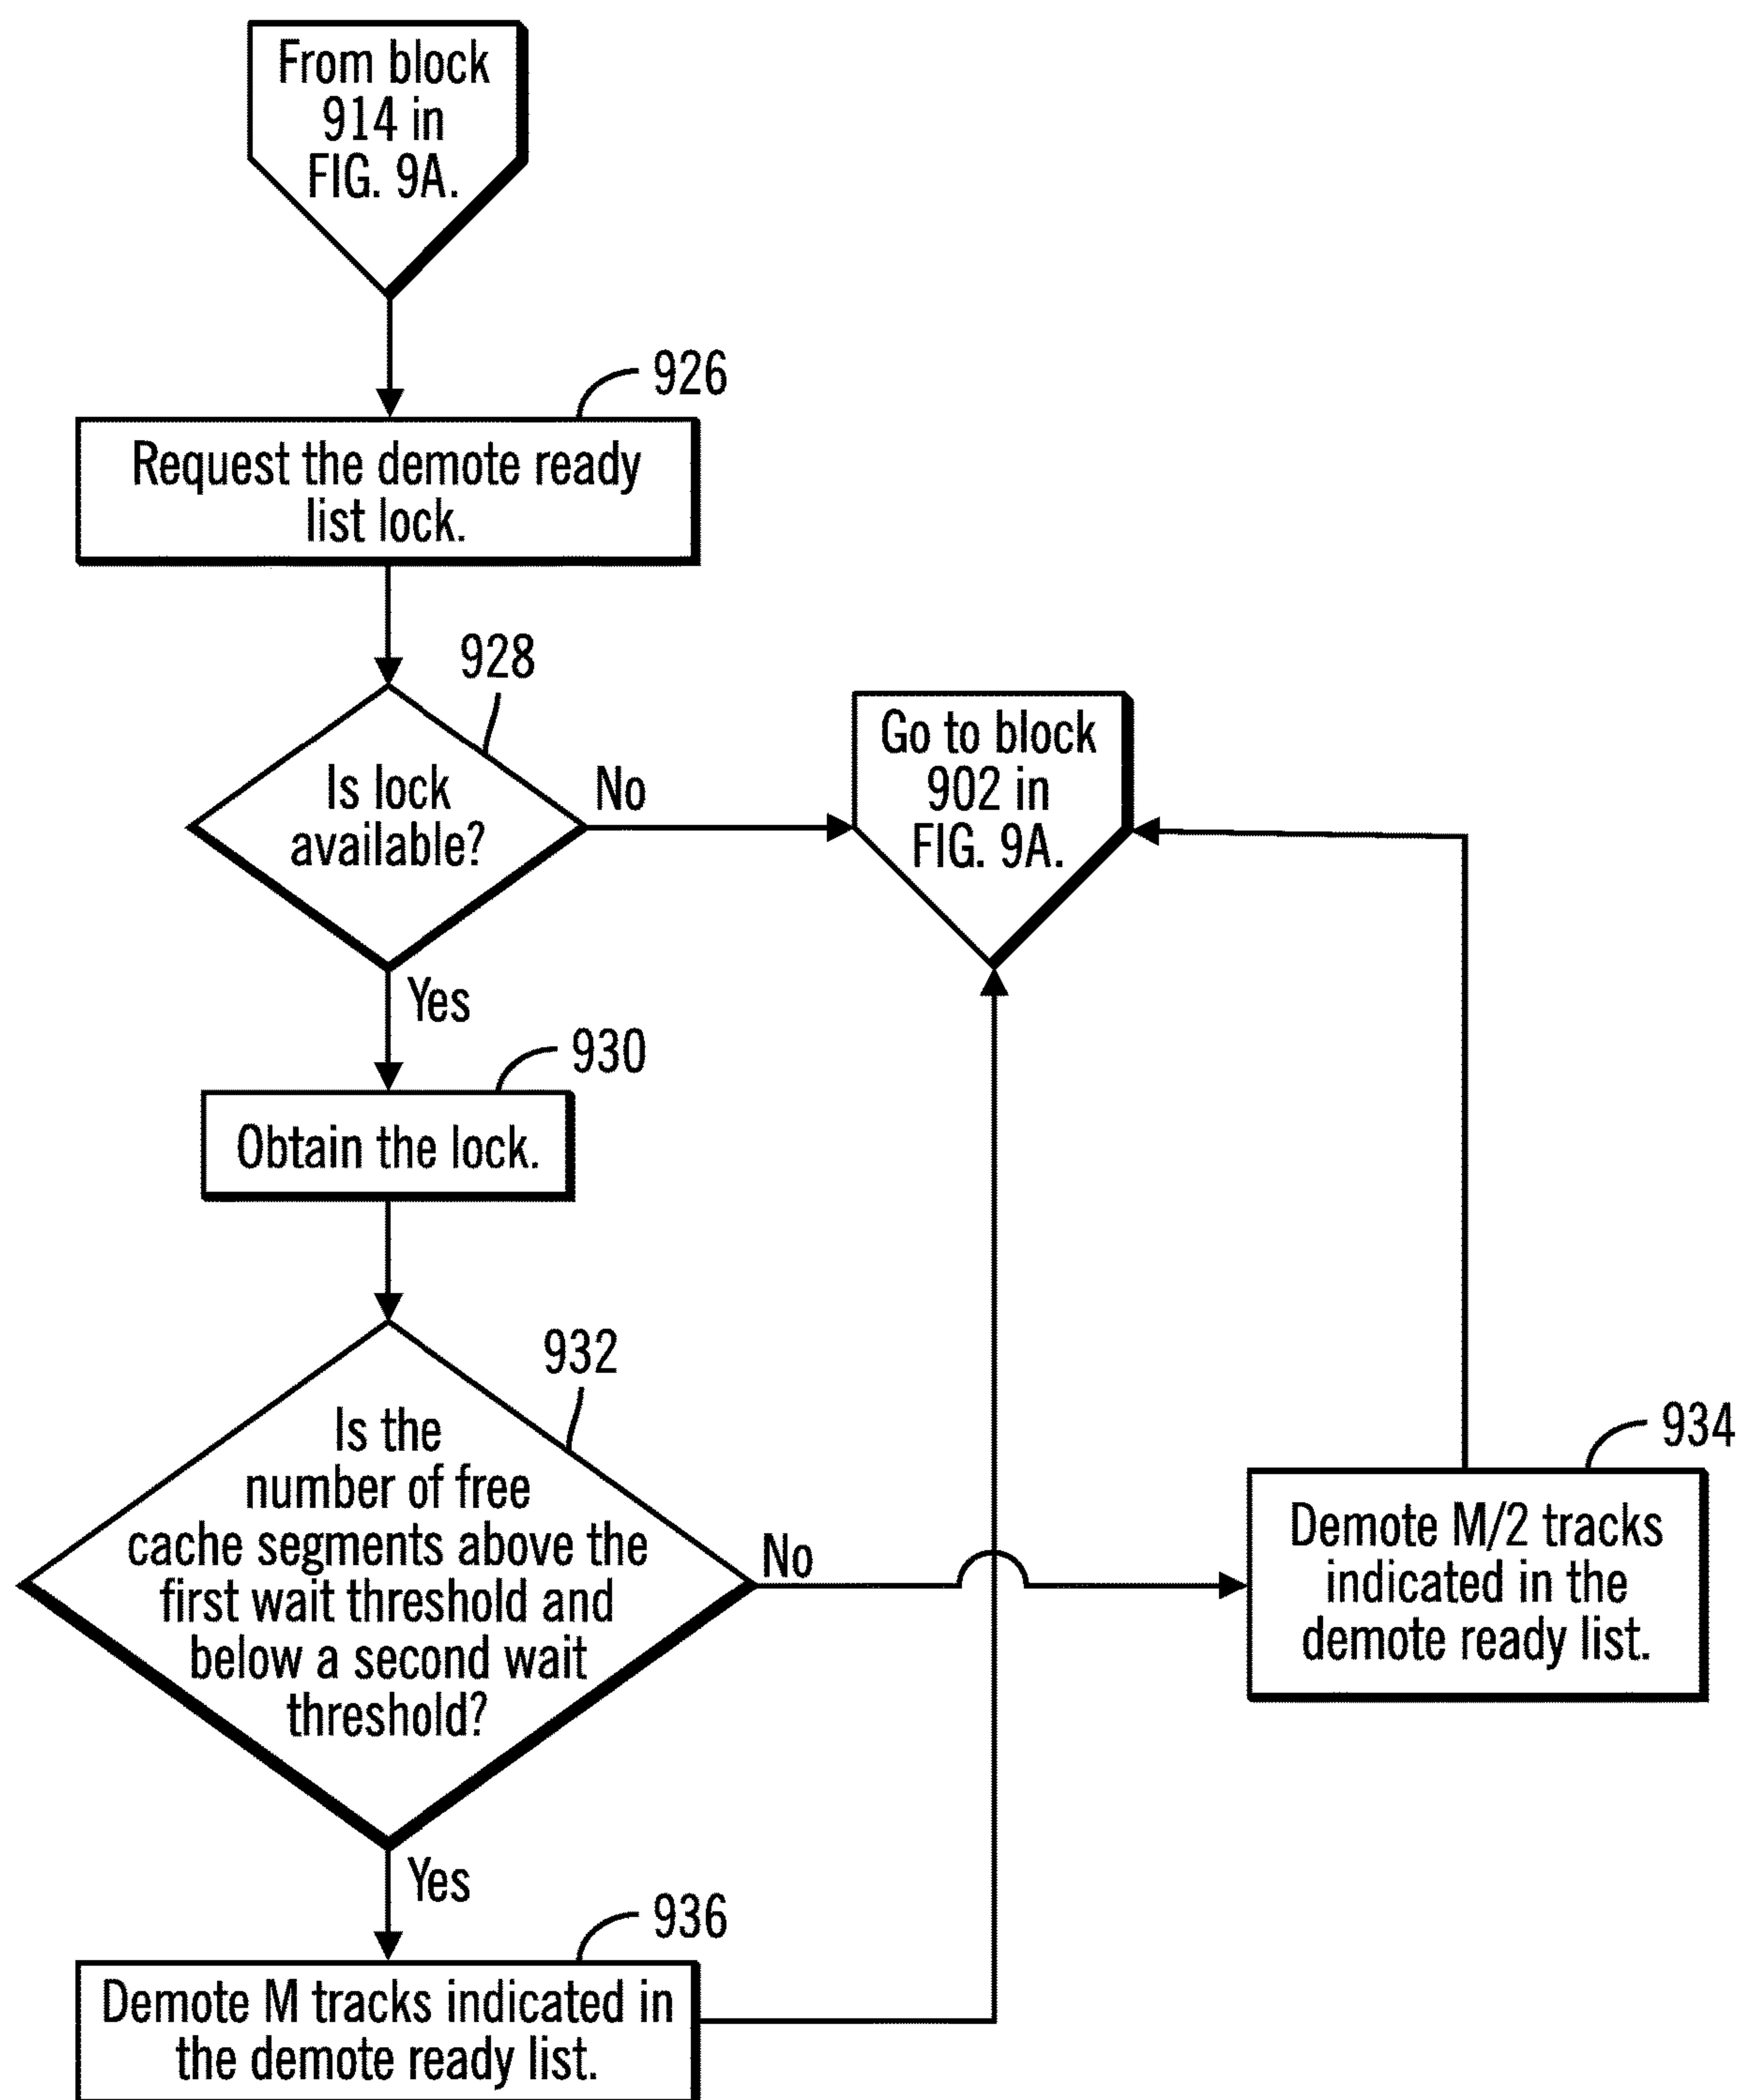 From block
914 in
FIG. 9A.
926
Request the demote ready
list lock.
928
Is lock
available?
No
Go to block
902 in
FIG. 9A.
Yes
930
Obtain the lock.
932
Is the
number of free
cache segments above the
first wait threshold and
below a second wait
threshold?
No
934
Demote M/2 tracks
indicated in the
demote ready list.
Yes
936
Demote M tracks indicated in
the demote ready list.